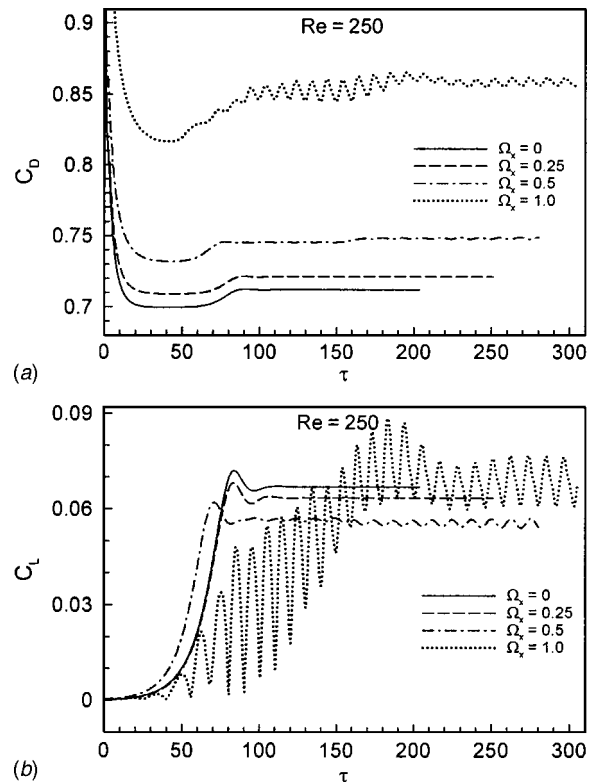 Re = 250
0.9
0.85
0.8
0.75
0.7
C_D
Ω_x = 0
Ω_x = 0.25
Ω_x = 0.5
Ω_x = 1.0
0 50 100 150 200 250 300
τ
(a)
Re = 250
0.09
0.06
0.03
0
C_L
Ω_x = 0
Ω_x = 0.25
Ω_x = 0.5
Ω_x = 1.0
0 50 100 150 200 250 300
τ
(b)